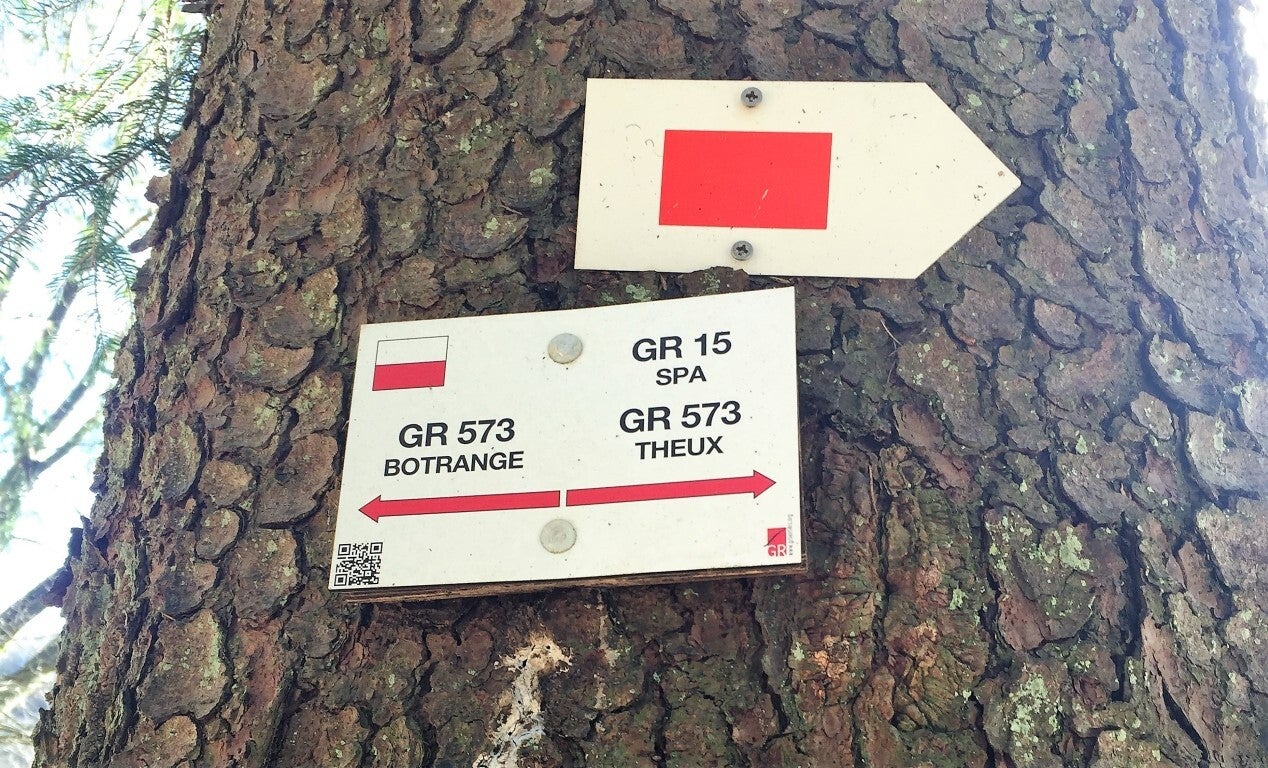 GR 15
SPA
GR 573
BOTRANGE
GR 573
THEUX
GR